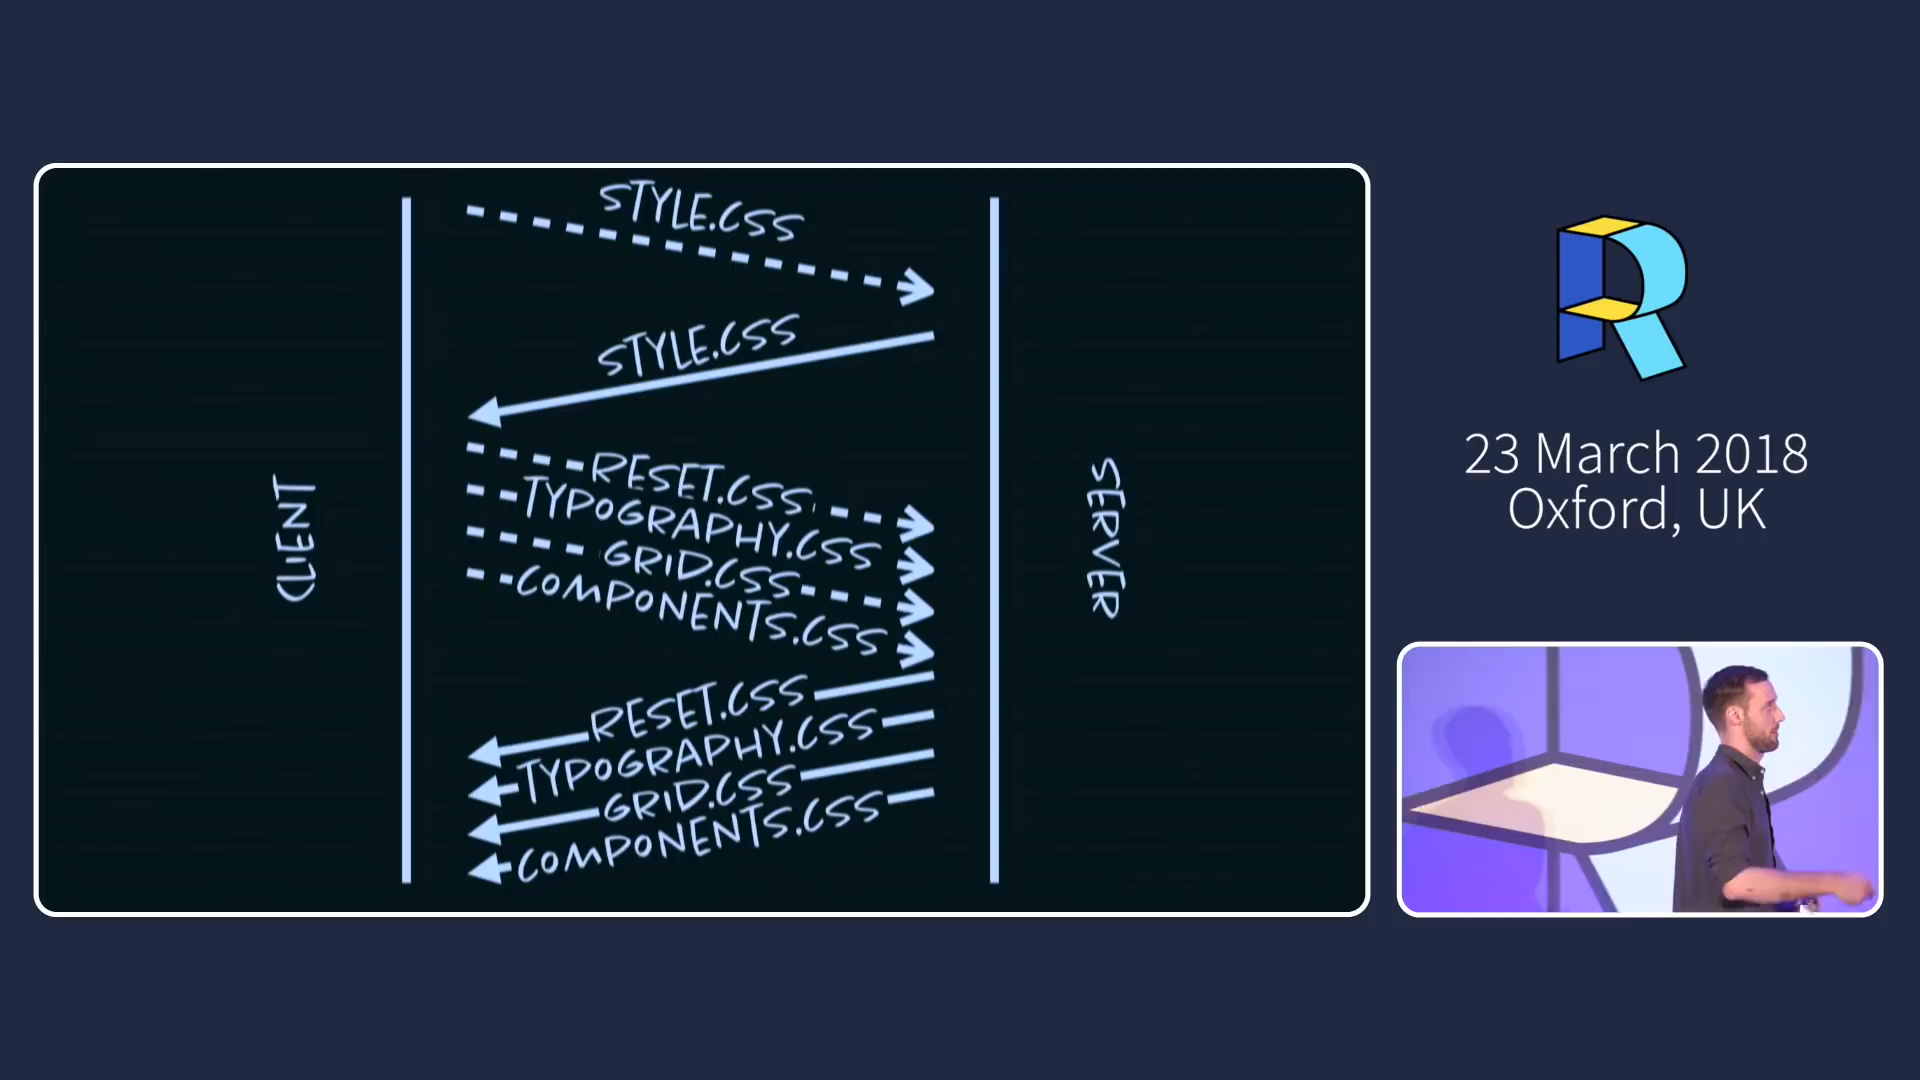 STYLE.CSS
STYLE.CSS
RESET.CSS
TYPOGRAPHY.CSS
GRID.CSS
COMPONENTS.CSS
RESET.CSS
TYPOGRAPHY.CSS
GRID.CSS
COMPONENTS.CSS
CLIENT
SERVER
23 March 2018
Oxford, UK